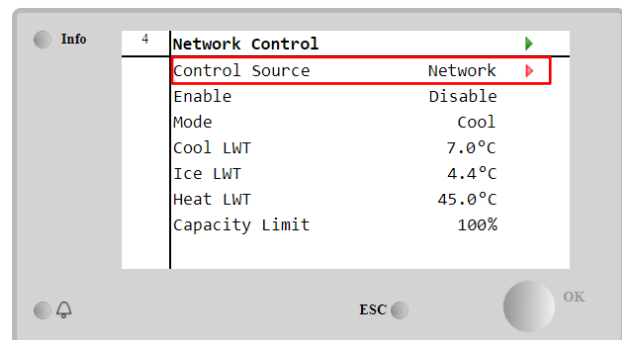 Info
4 Network Control
Control Source Network
Enable Disable
Mode Cool
Cool LWT 7.0°C
Ice LWT 4.4°C
Heat LWT 45.0°C
Capacity Limit 100%
ESC OK